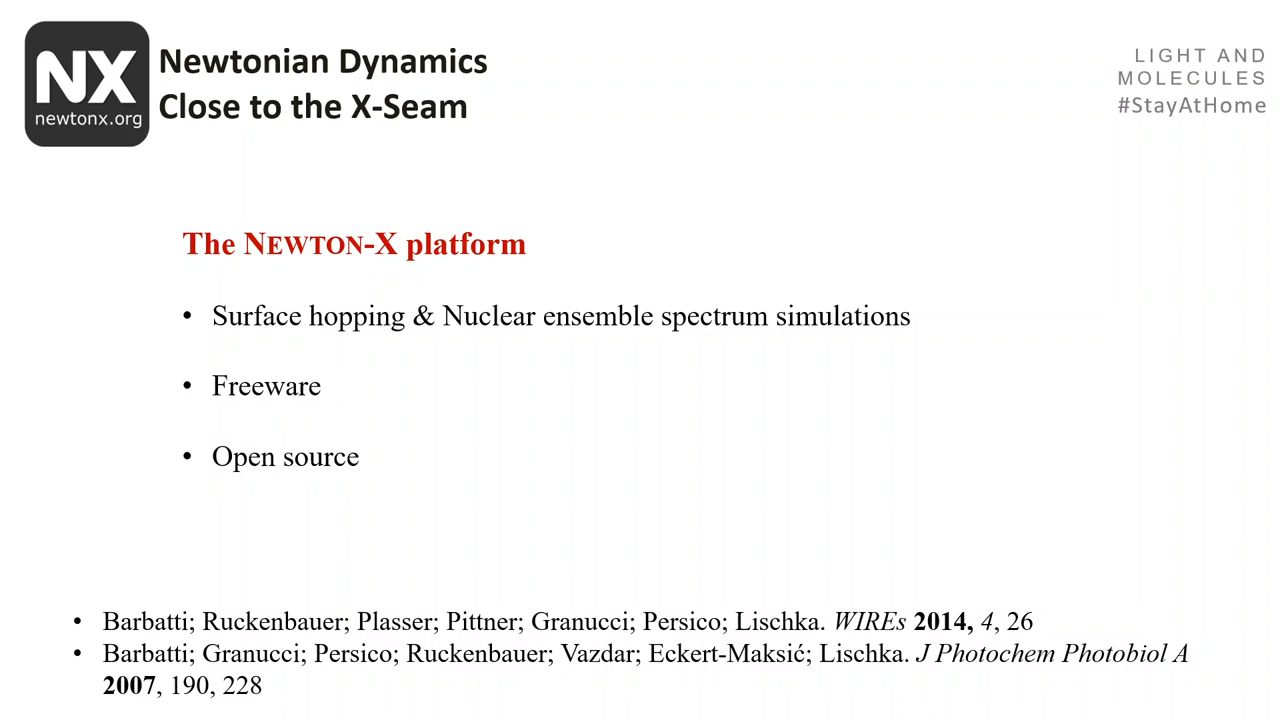 NX
newtonx.org
Newtonian Dynamics
Close to the X-Seam
LIGHT AND
MOLECULES
#StayAtHome
The NEWTON-X platform
• Surface hopping & Nuclear ensemble spectrum simulations
• Freeware
• Open source
• Barbatti; Ruckenbauer; Plasser; Pittner; Granucci; Persico; Lischka. WIREs 2014, 4, 26
• Barbatti; Granucci; Persico; Ruckenbauer; Vazdar; Eckert-Maksić; Lischka. J Photochem Photobiol A
2007, 190, 228